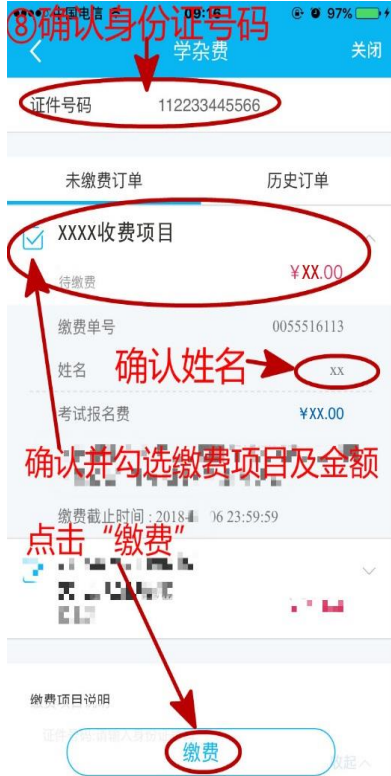 ⑧确认身份证号码
中国电信 09:16 97%
学杂费 关闭
证件号码 112233445566
未缴费订单 历史订单
XXXX收费项目
待缴费 ¥XX.00
缴费单号 0055516113
姓名 确认姓名 xx
考试报名费 ¥XX.00
确认并勾选缴费项目及金额
缴费截止时间 : 2018-06 23:59:59
点击“缴费”
缴费项目说明
缴费
收起